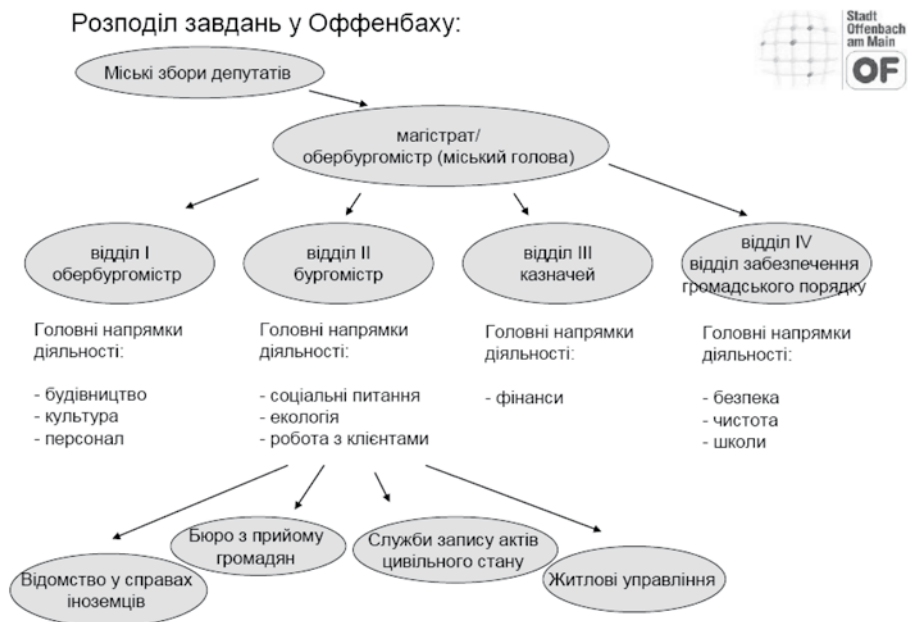 Розподіл завдань у Оффенбаху:
Stadt
Offenbach
am Main
OF
Міські збори депутатів
магістрат/
обербургомістр (міський голова)
відділ I
обербургомістр
відділ II
бургомістр
відділ III
казначей
відділ IV
відділ забезпечення
громадського порядку
Головні напрямки
діяльності:
- будівництво
- культура
- персонал
Головні напрямки
діяльності:
- соціальні питання
- екологія
- робота з клієнтами
Головні напрямки
діяльності:
- фінанси
Головні напрямки
діяльності:
- безпека
- чистота
- школи
Відомство у справах
іноземців
Бюро з прийому
громадян
Служби запису актів
цивільного стану
Житлові управління